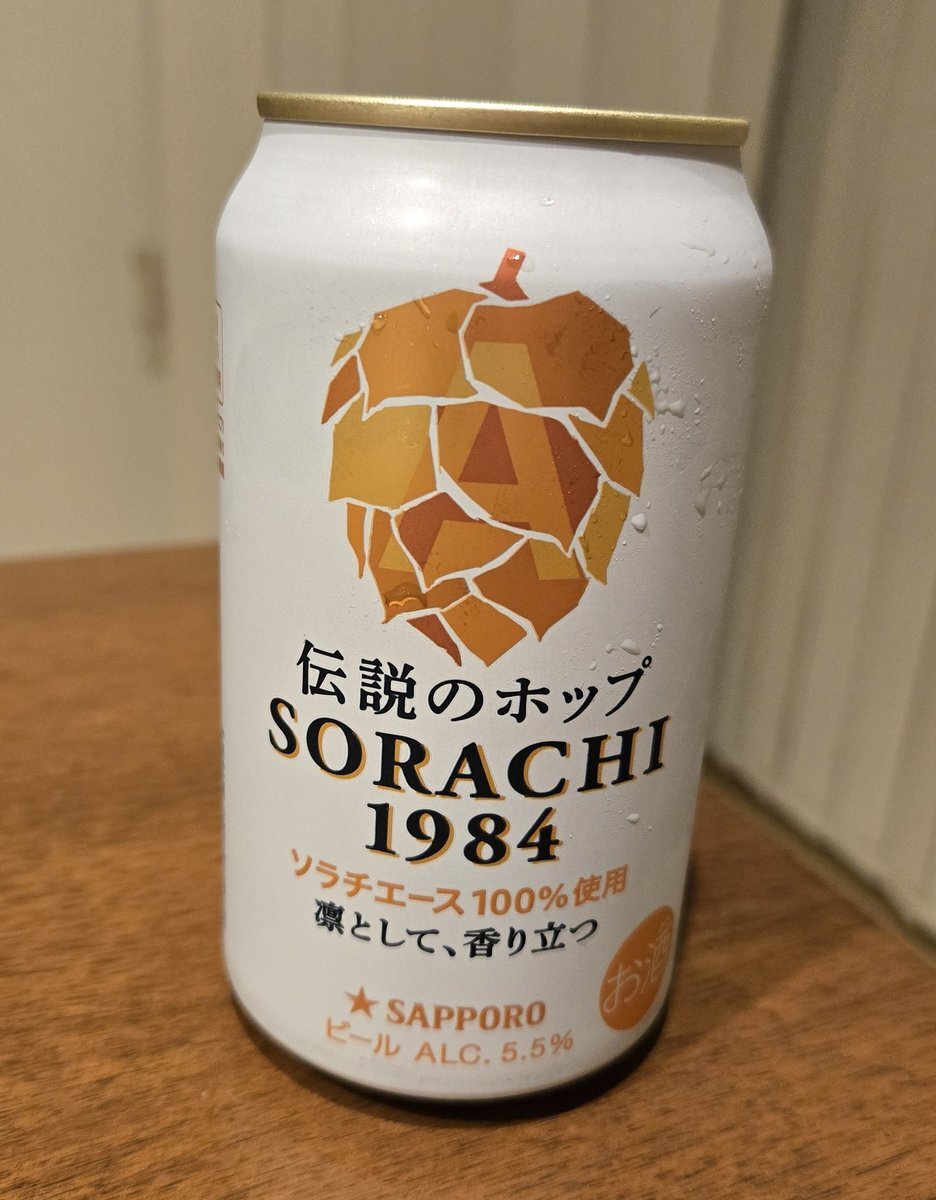 A
伝説のホップ
SORACHI
1984
ソラチエース100%使用
凛として、香り立つ
お酒
★ SAPPORO
ビール ALC. 5.5%